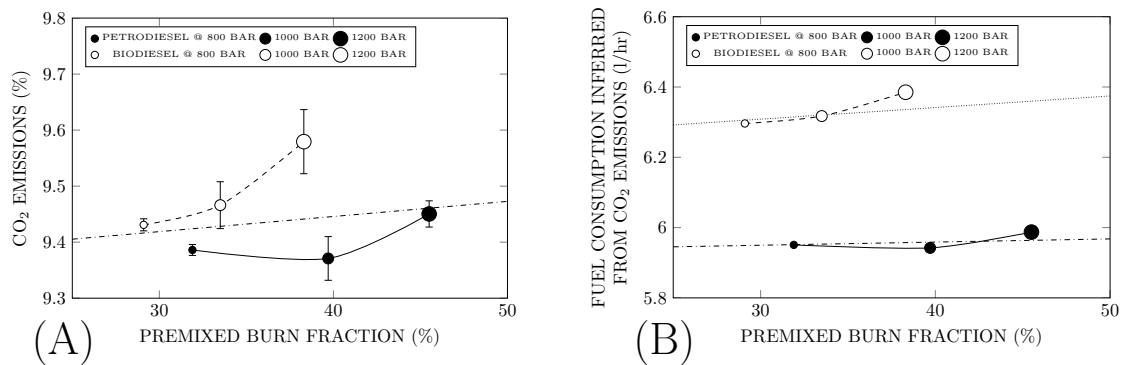 9.8
9.7
9.6
9.5
9.4
9.3
30
40
50
CO₂ EMISSIONS (%)
PREMIXED BURN FRACTION (%)
PETRODIESEL @ 800 BAR 1000 BAR 1200 BAR
BIODIESEL @ 800 BAR 1000 BAR 1200 BAR
(A)
6.6
6.4
6.2
6
5.8
30
40
50
FUEL CONSUMPTION INFERRED
FROM CO₂ EMISSIONS (l/hr)
PREMIXED BURN FRACTION (%)
PETRODIESEL @ 800 BAR 1000 BAR 1200 BAR
BIODIESEL @ 800 BAR 1000 BAR 1200 BAR
(B)